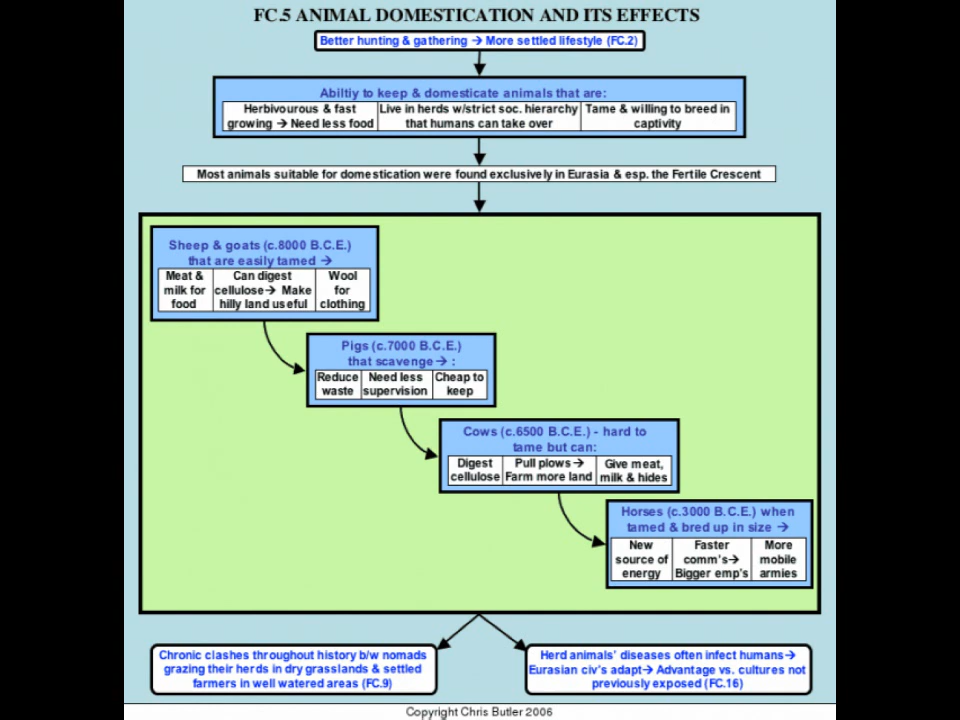 FC.5 ANIMAL DOMESTICATION AND ITS EFFECTS
Better hunting & gathering → More settled lifestyle (FC.2)
Abiltiy to keep & domesticate animals that are:
Herbivourous & fast
growing → Need less food
Live in herds w/strict soc. hierarchy
that humans can take over
Tame & willing to breed in
captivity
Most animals suitable for domestication were found exclusively in Eurasia & esp. the Fertile Crescent
Sheep & goats (c.8000 B.C.E.)
that are easily tamed →
Meat &
milk for
food
Can digest
cellulose→ Make
hilly land useful
Wool
for
clothing
Pigs (c.7000 B.C.E.)
that scavenge → :
Reduce
waste
Need less
supervision
Cheap to
keep
Cows (c.6500 B.C.E.) - hard to
tame but can:
Digest
cellulose
Pull plows →
Farm more land
Give meat,
milk & hides
Horses (c.3000 B.C.E.) when
tamed & bred up in size →
New
source of
energy
Faster
comm's→
Bigger emp's
More
mobile
armies
Chronic clashes throughout history b/w nomads
grazing their herds in dry grasslands & settled
farmers in well watered areas (FC.9)
Herd animals' diseases often infect humans→
Eurasian civ's adapt→ Advantage vs. cultures not
previously exposed (FC.16)
Copyright Chris Butler 2006